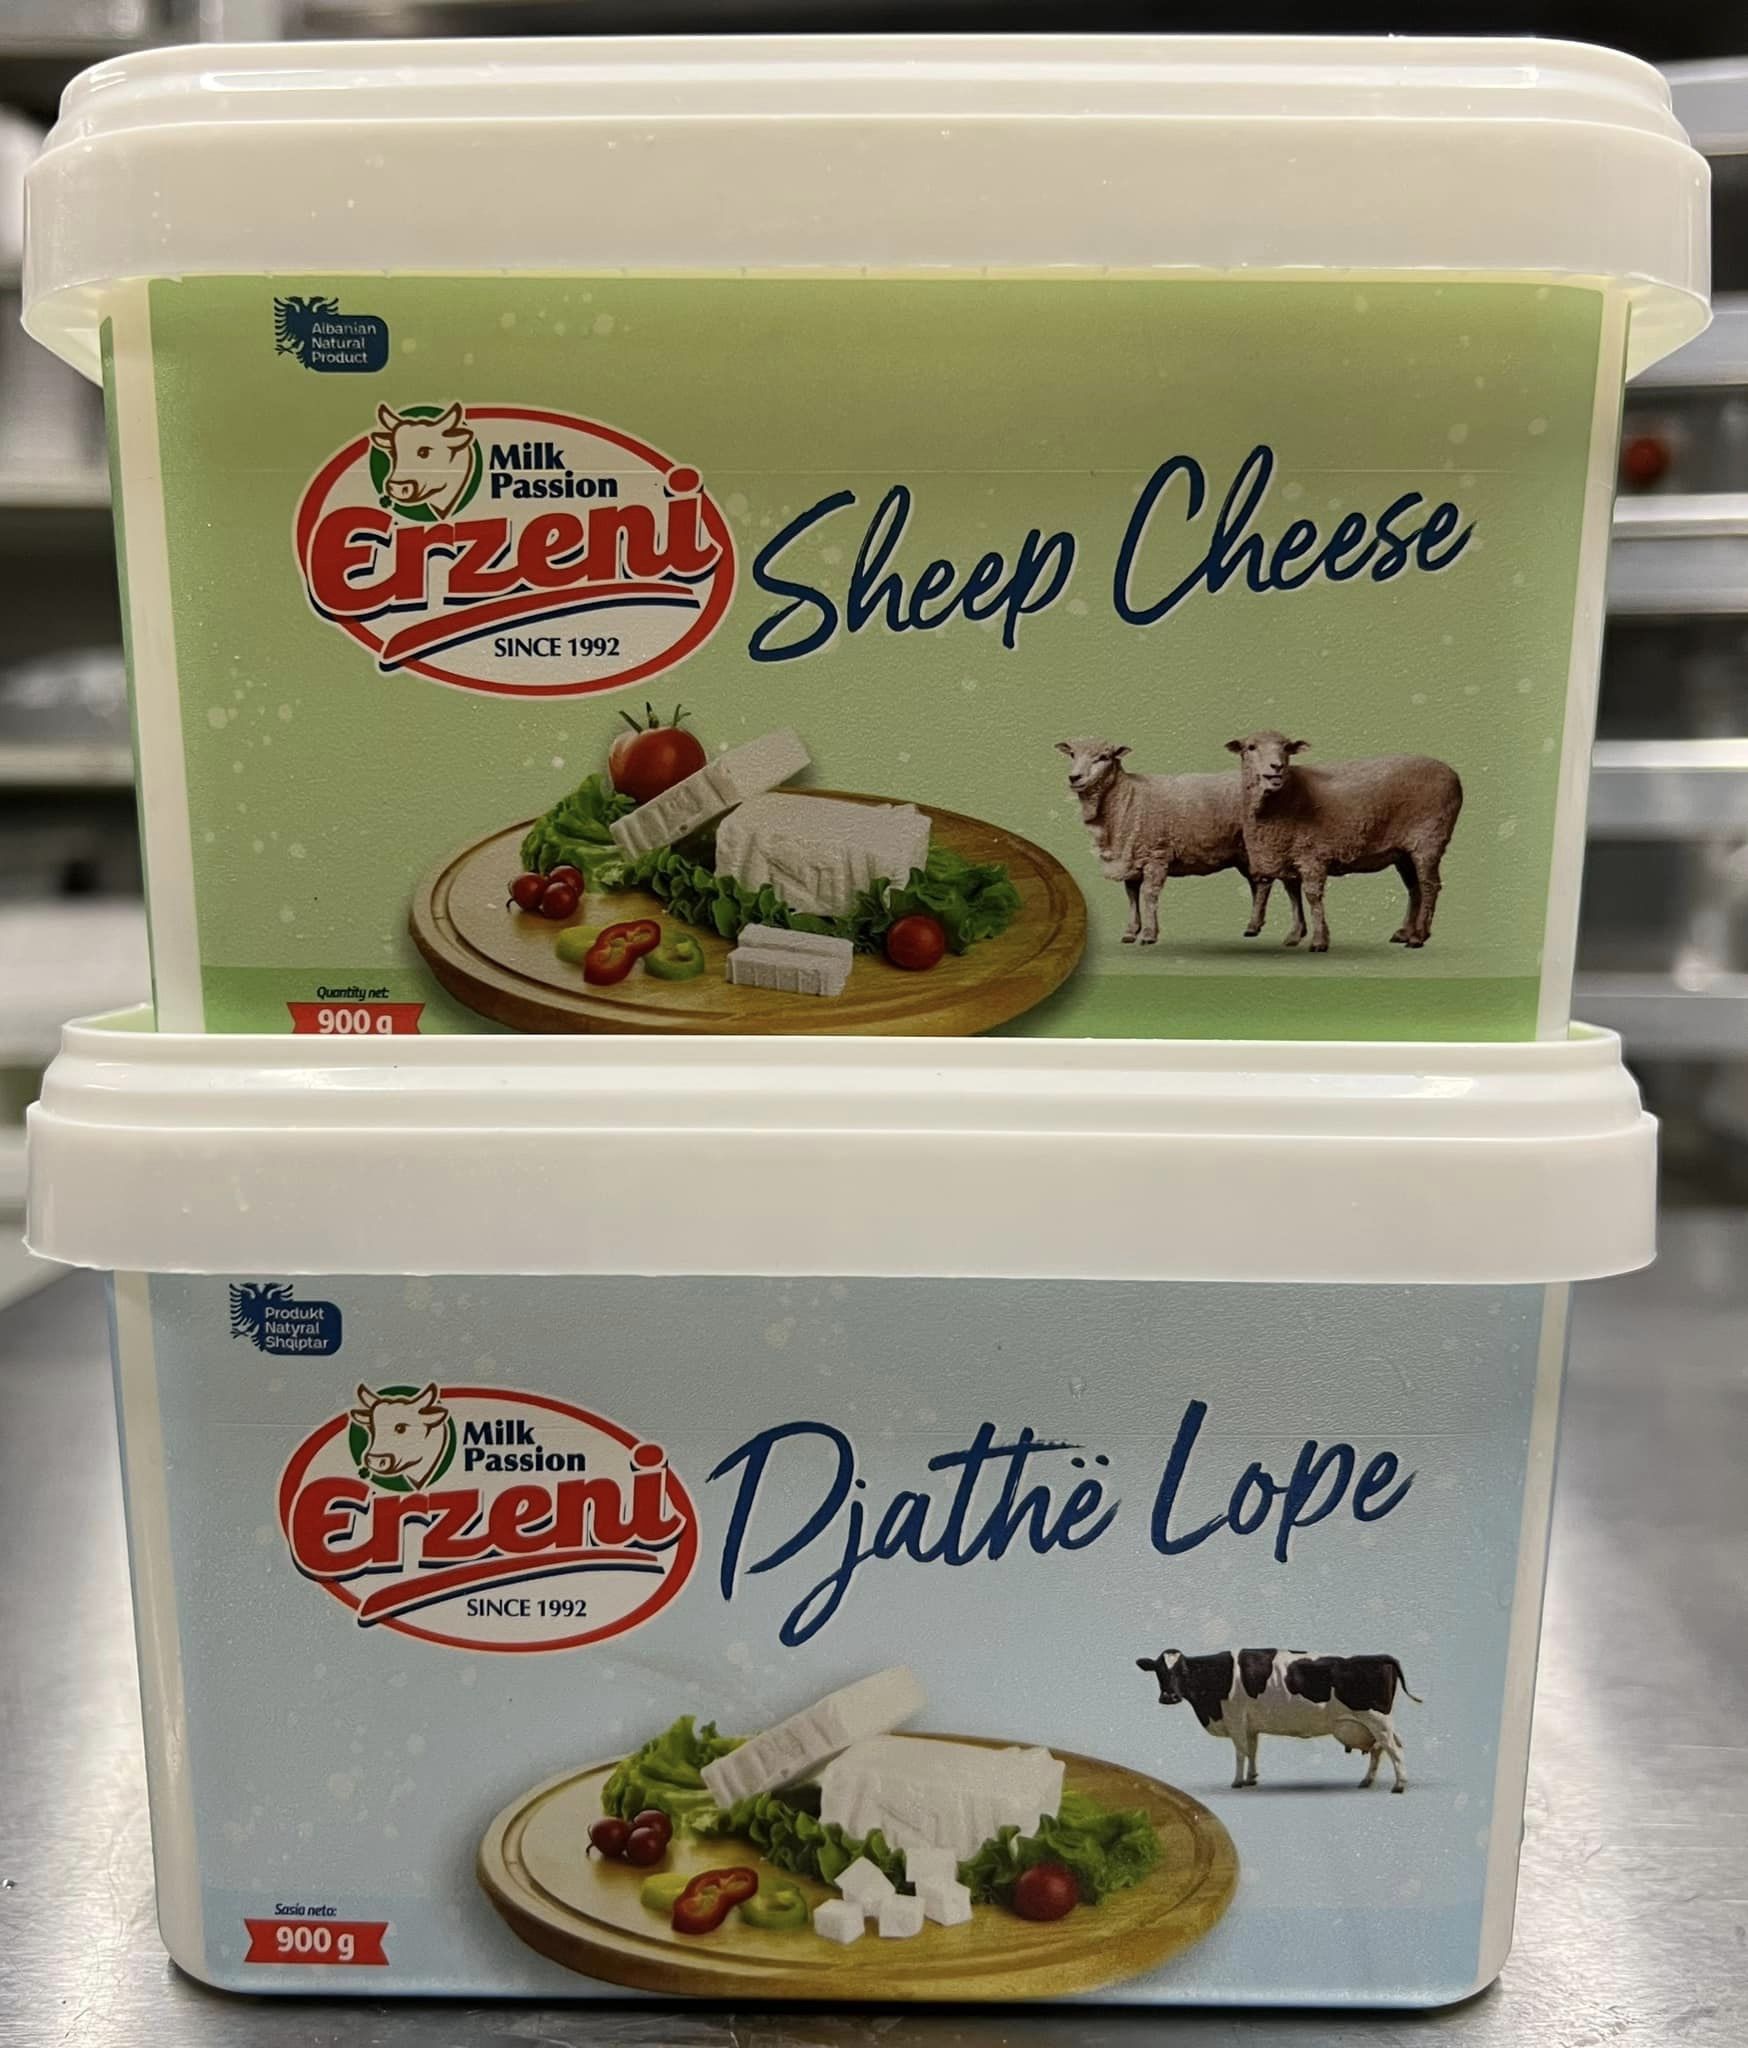 Albanian
Natural
Product
Milk
Passion
Erzeni
SINCE 1992
Sheep Cheese
Quantity net:
900 g
Produkt
Natyral
Shqiptar
Milk
Passion
Erzeni
SINCE 1992
Djathë Lope
Sasia neto:
900 g